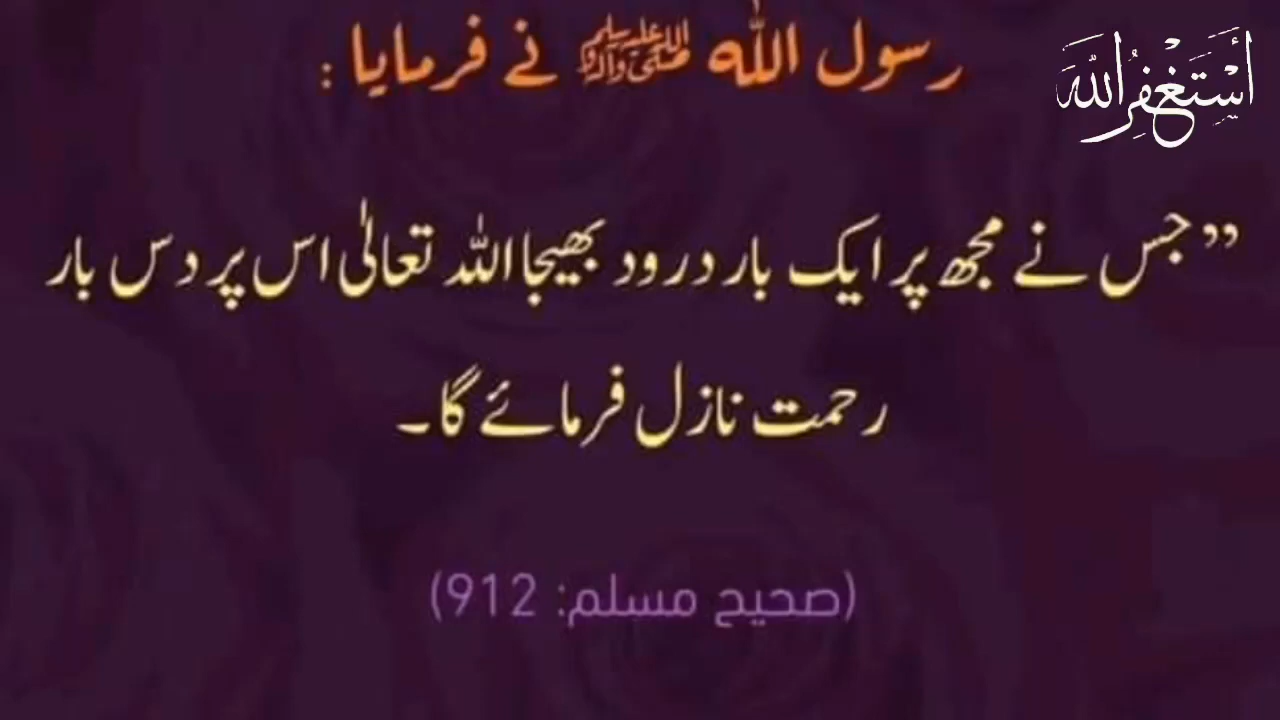 رسول اللہ ﷺ نے فرمایا :
أَسْتَغْفِرُ اللَّه
”جس نے مجھ پر ایک بار درود بھیجا اللہ تعالیٰ اس پر دس بار
رحمت نازل فرمائے گا۔
(صحیح مسلم: 912)